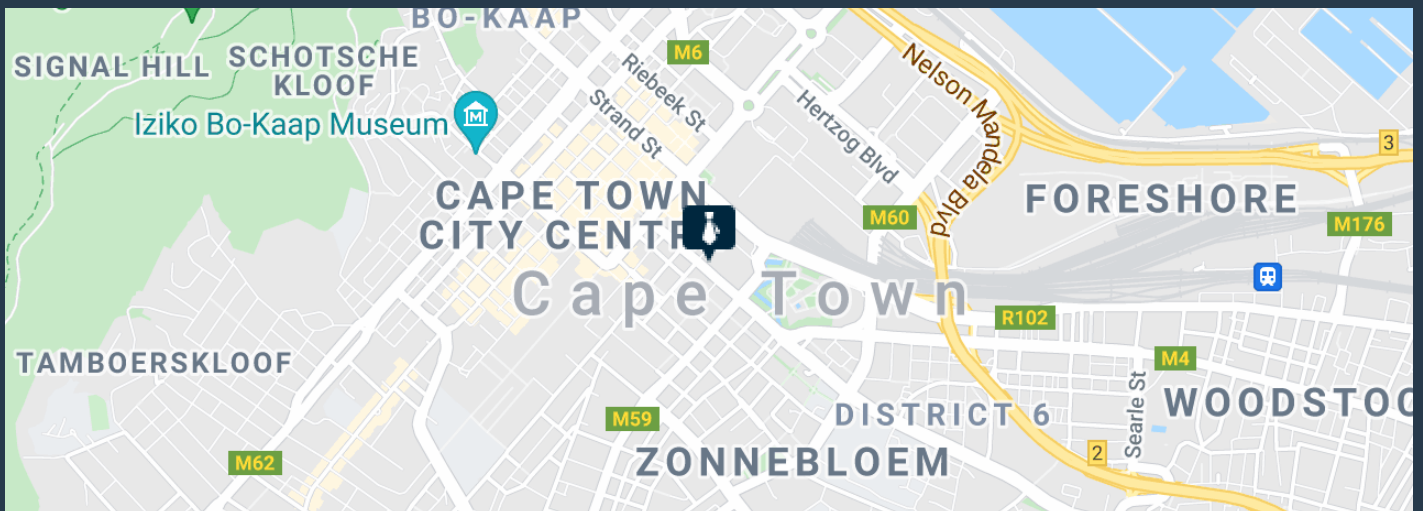 BO-KAAP
SIGNAL HILL
SCHOTSCHE
KLOOF
M6
Riebeek St
Strand St
Iziko Bo-Kaap Museum
M
Hertzog Blvd
Nelson Mandela Blvd
3
CAPE TOWN
CITY CENTR
FORESHORE
M60
M176
Cape Town
R102
M4
TAMBOERSKLOOF
Searle St
WOODSTOC
M59
DISTRICT 6
M62
ZONNEBLOEM
2